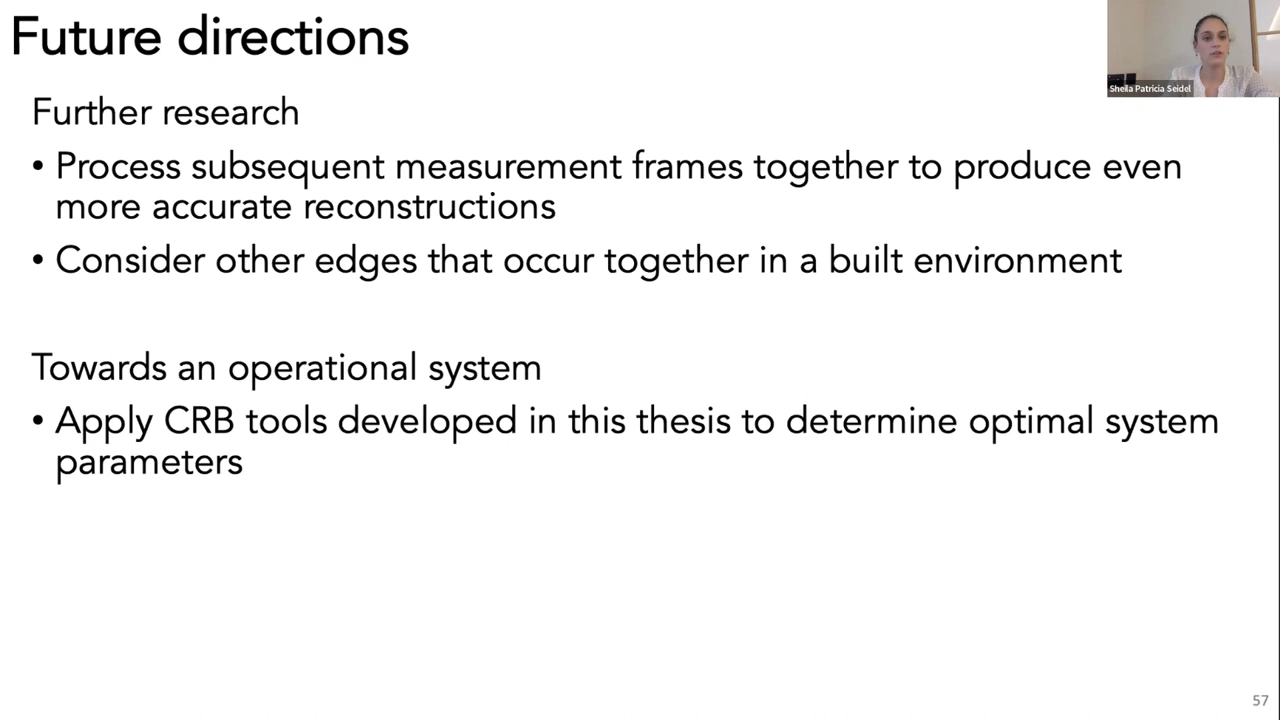 Future directions
Sheila Patricia Seidel
Further research
• Process subsequent measurement frames together to produce even
more accurate reconstructions
• Consider other edges that occur together in a built environment
Towards an operational system
• Apply CRB tools developed in this thesis to determine optimal system
parameters
57